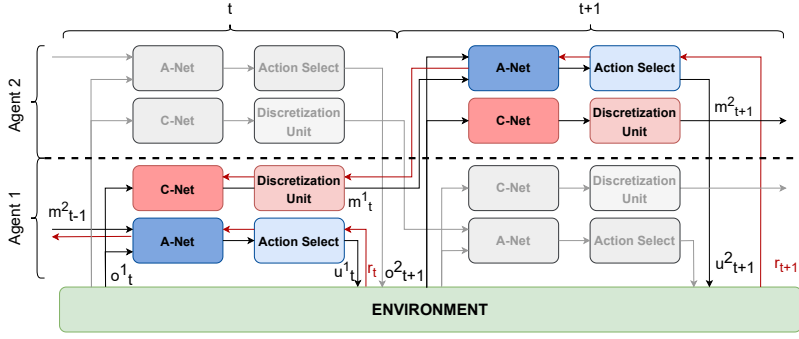 t
t+1
Agent 2
A-Net
Action Select
A-Net
Action Select
C-Net
Discretization
Unit
C-Net
Discretization
Unit
m²t+1
Agent 1
C-Net
Discretization
Unit
m¹t
C-Net
Discretization
Unit
m²t-1
A-Net
Action Select
A-Net
Action Select
o¹t
u¹t
rt
o²t+1
u²t+1
rt+1
ENVIRONMENT